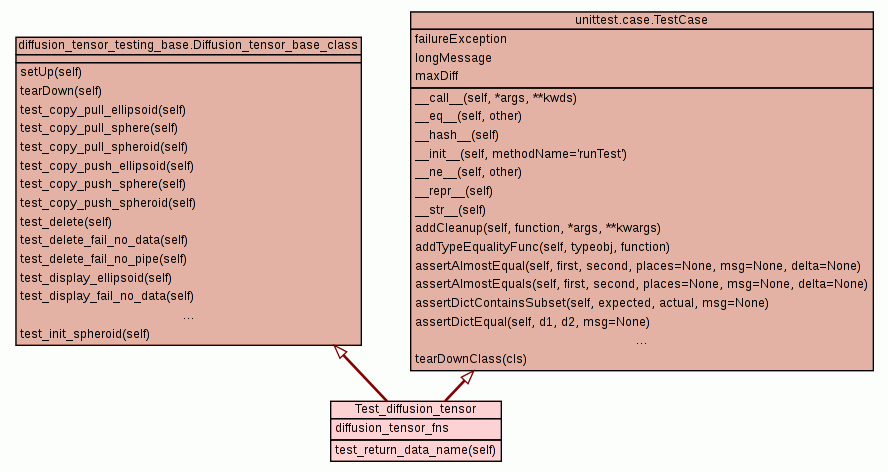 diffusion_tensor_testing_base.Diffusion_tensor_base_class
setUp(self)
tearDown(self)
test_copy_pull_ellipsoid(self)
test_copy_pull_sphere(self)
test_copy_pull_spheroid(self)
test_copy_push_ellipsoid(self)
test_copy_push_sphere(self)
test_copy_push_spheroid(self)
test_delete(self)
test_delete_fail_no_data(self)
test_delete_fail_no_pipe(self)
test_display_ellipsoid(self)
test_display_fail_no_data(self)
...
test_init_spheroid(self)
unittest.case.TestCase
failureException
longMessage
maxDiff
__call__(self, *args, **kwds)
__eq__(self, other)
__hash__(self)
__init__(self, methodName='runTest')
__ne__(self, other)
__repr__(self)
__str__(self)
addCleanup(self, function, *args, **kwargs)
addTypeEqualityFunc(self, typeobj, function)
assertAlmostEqual(self, first, second, places=None, msg=None, delta=None)
assertAlmostEquals(self, first, second, places=None, msg=None, delta=None)
assertDictContainsSubset(self, expected, actual, msg=None)
assertDictEqual(self, d1, d2, msg=None)
...
tearDownClass(cls)
Test_diffusion_tensor
diffusion_tensor_fns
test_return_data_name(self)